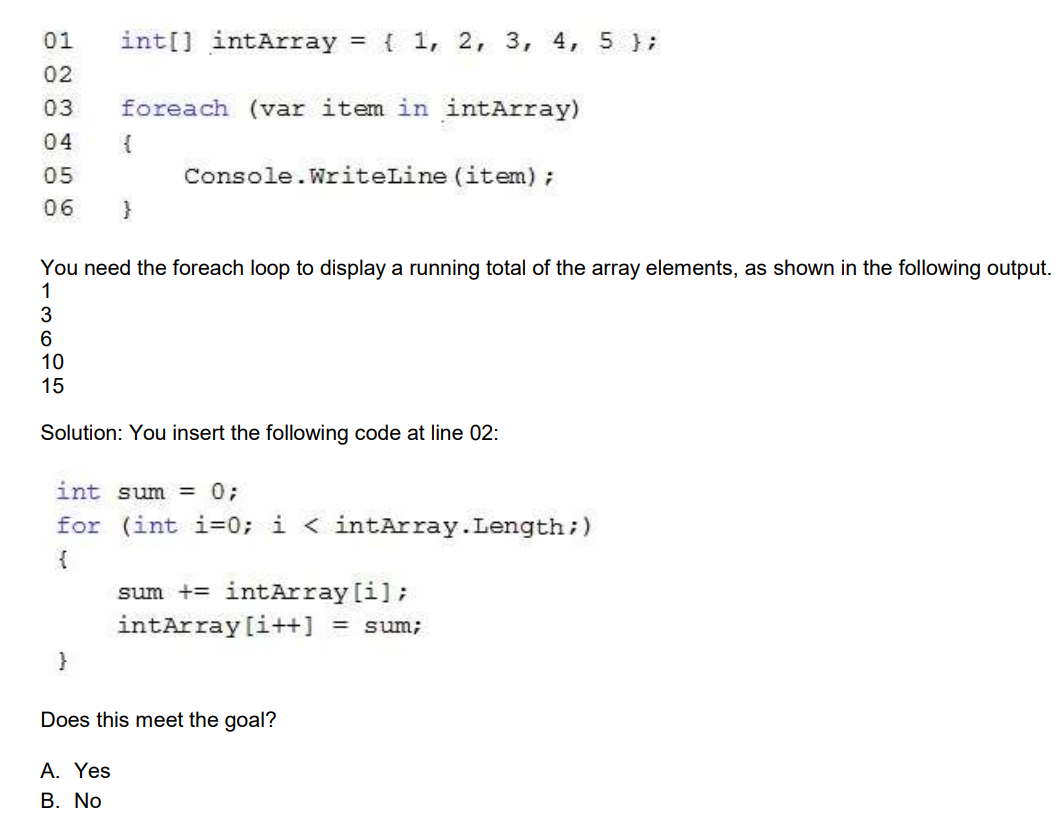 01 int[] intArray = { 1, 2, 3, 4, 5 };
02
03 foreach (var item in intArray)
04 {
05 Console.WriteLine(item);
06 }
You need the foreach loop to display a running total of the array elements, as shown in the following output.
1
3
6
10
15
Solution: You insert the following code at line 02:
int sum = 0;
for (int i=0; i < intArray.Length;)
{
sum += intArray[i];
intArray[i++] = sum;
}
Does this meet the goal?
A. Yes
B. No